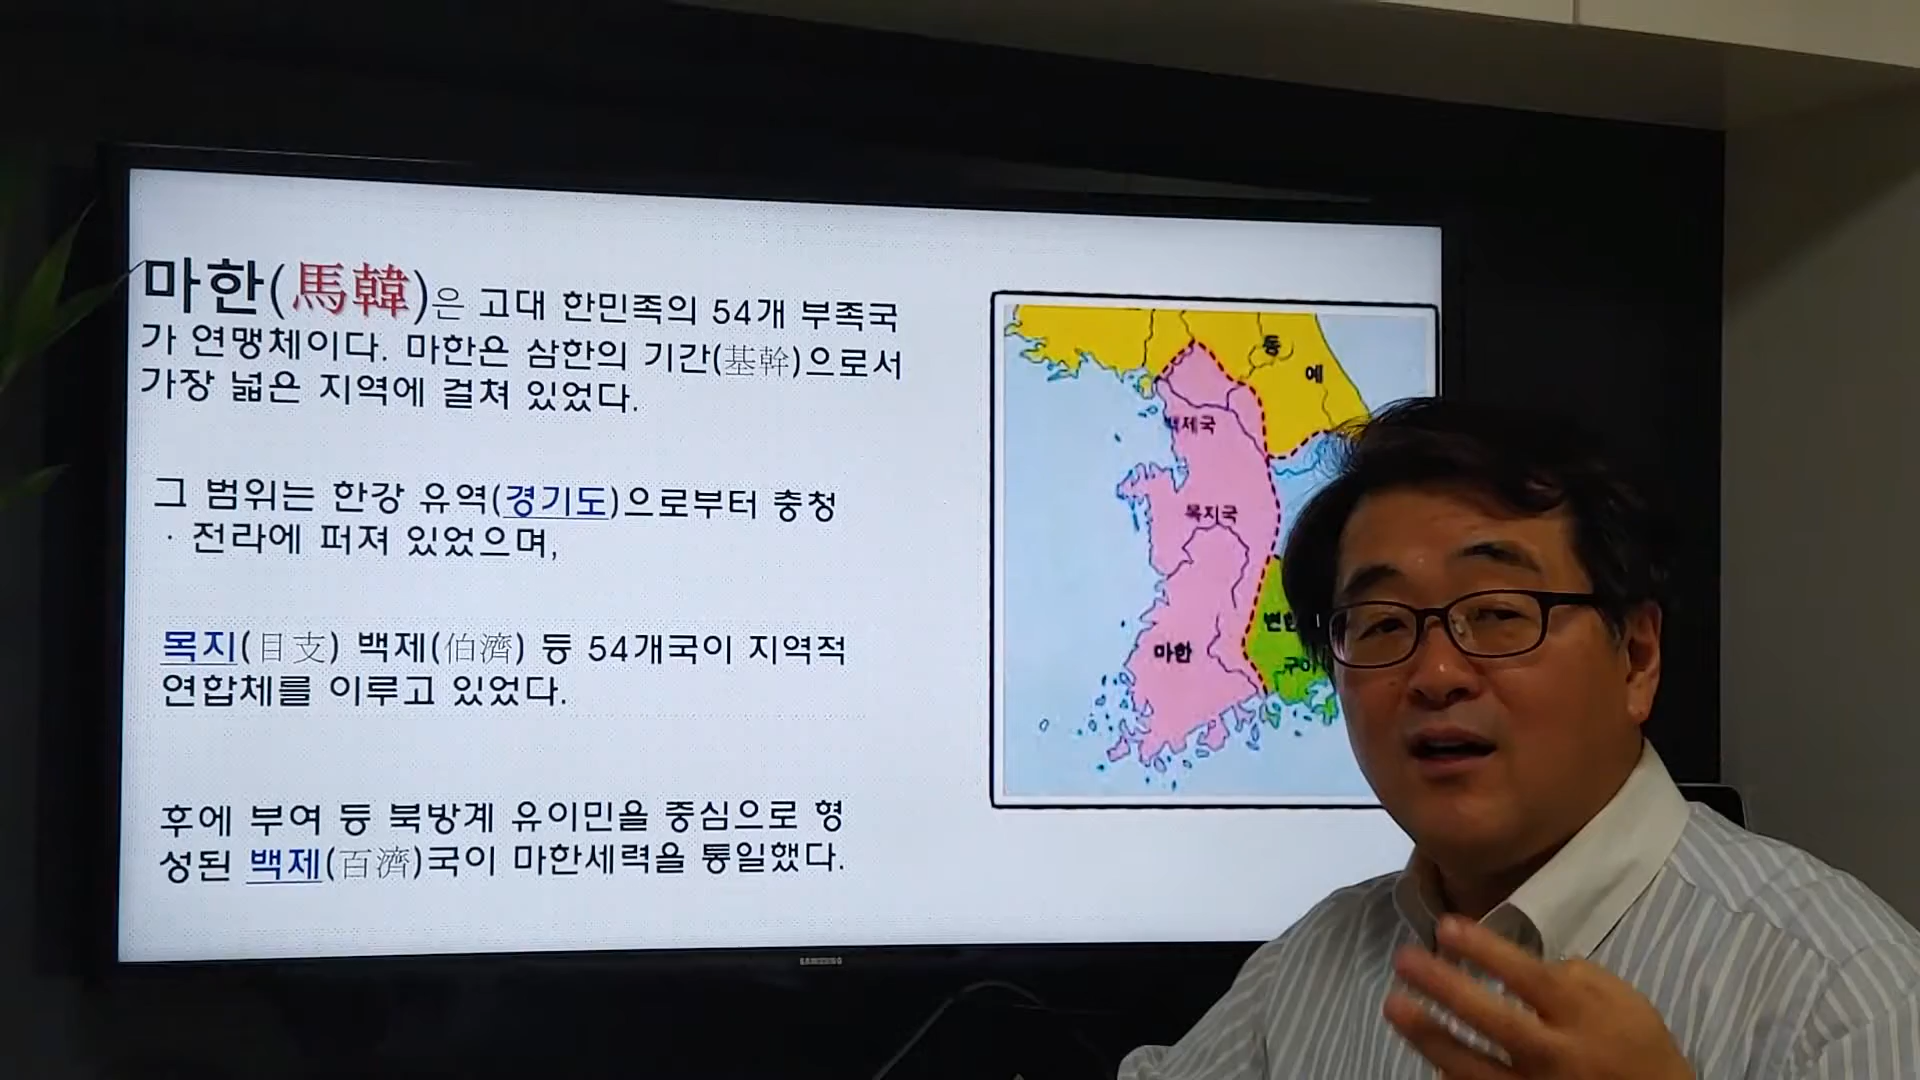 마한(馬韓)은 고대 한민족의 54개 부족국
가 연맹체이다. 마한은 삼한의 기간(基幹)으로서
가장 넓은 지역에 걸쳐 있었다.
그 범위는 한강 유역(경기도)으로부터 충청
· 전라에 퍼져 있었으며,
목지(目支) 백제(伯濟) 등 54개국이 지역적
연합체를 이루고 있었다.
후에 부여 등 북방계 유이민을 중심으로 형
성된 백제(百濟)국이 마한세력을 통일했다.
동
예
백제국
목지국
변한
마한
SAMSUNG